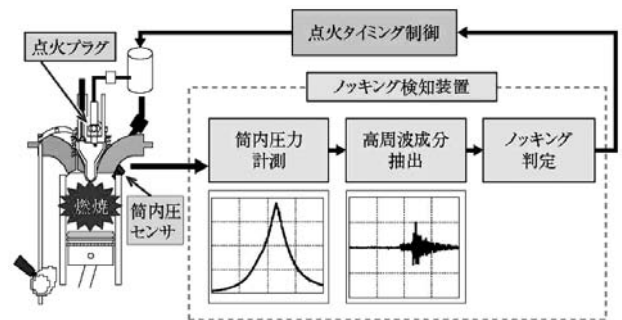 点火プラグ
点火タイミング制御
ノッキング検知装置
筒内圧力
計測
高周波成分
抽出
ノッキング
判定
燃焼
筒内圧
センサ